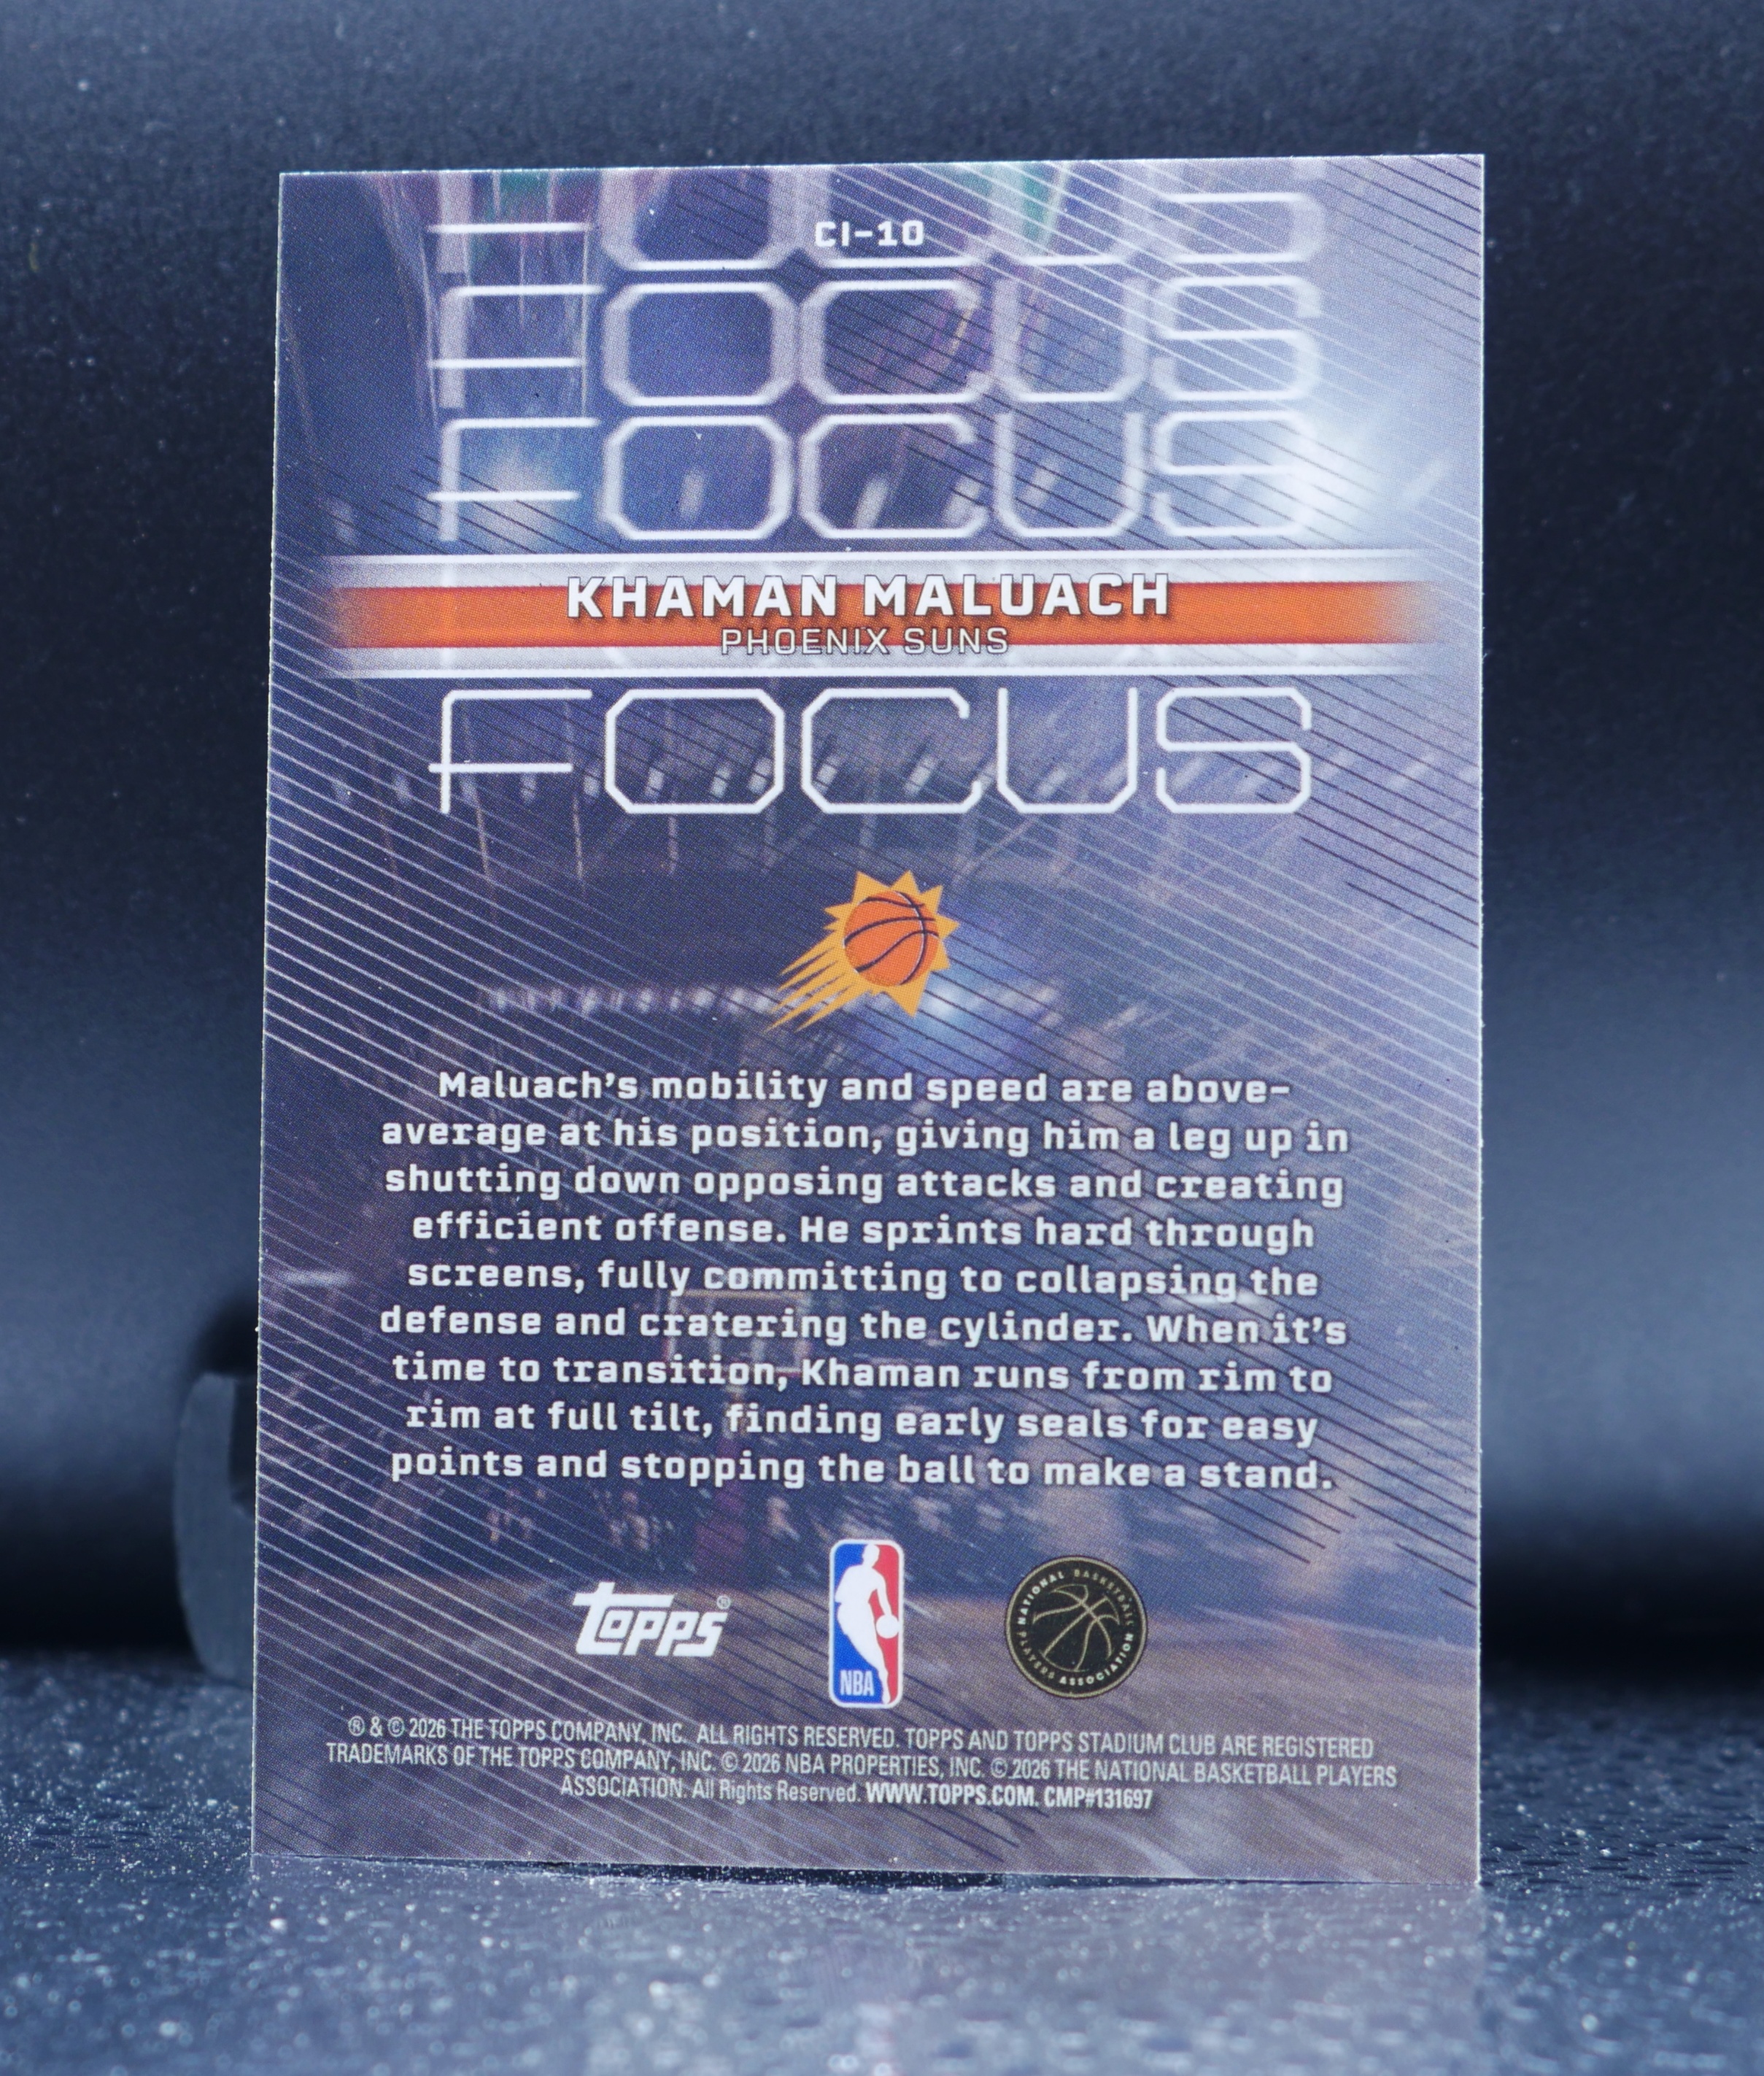 CI-10
FOCUS
FOCUS
FOCUS
KHAMAN MALUACH
PHOENIX SUNS
FOCUS
Maluach's mobility and speed are above-
average at his position, giving him a leg up in
shutting down opposing attacks and creating
efficient offense. He sprints hard through
screens, fully committing to collapsing the
defense and cratering the cylinder. When it's
time to transition, Khaman runs from rim to
rim at full tilt, finding early seals for easy
points and stopping the ball to make a stand.
topps®
NBA
NATIONAL BASKETBALL PLAYERS ASSOCIATION
® & © 2026 THE TOPPS COMPANY, INC. ALL RIGHTS RESERVED. TOPPS AND TOPPS STADIUM CLUB ARE REGISTERED
TRADEMARKS OF THE TOPPS COMPANY, INC. © 2026 NBA PROPERTIES, INC. © 2026 THE NATIONAL BASKETBALL PLAYERS
ASSOCIATION. All Rights Reserved. WWW.TOPPS.COM. CMP#131697